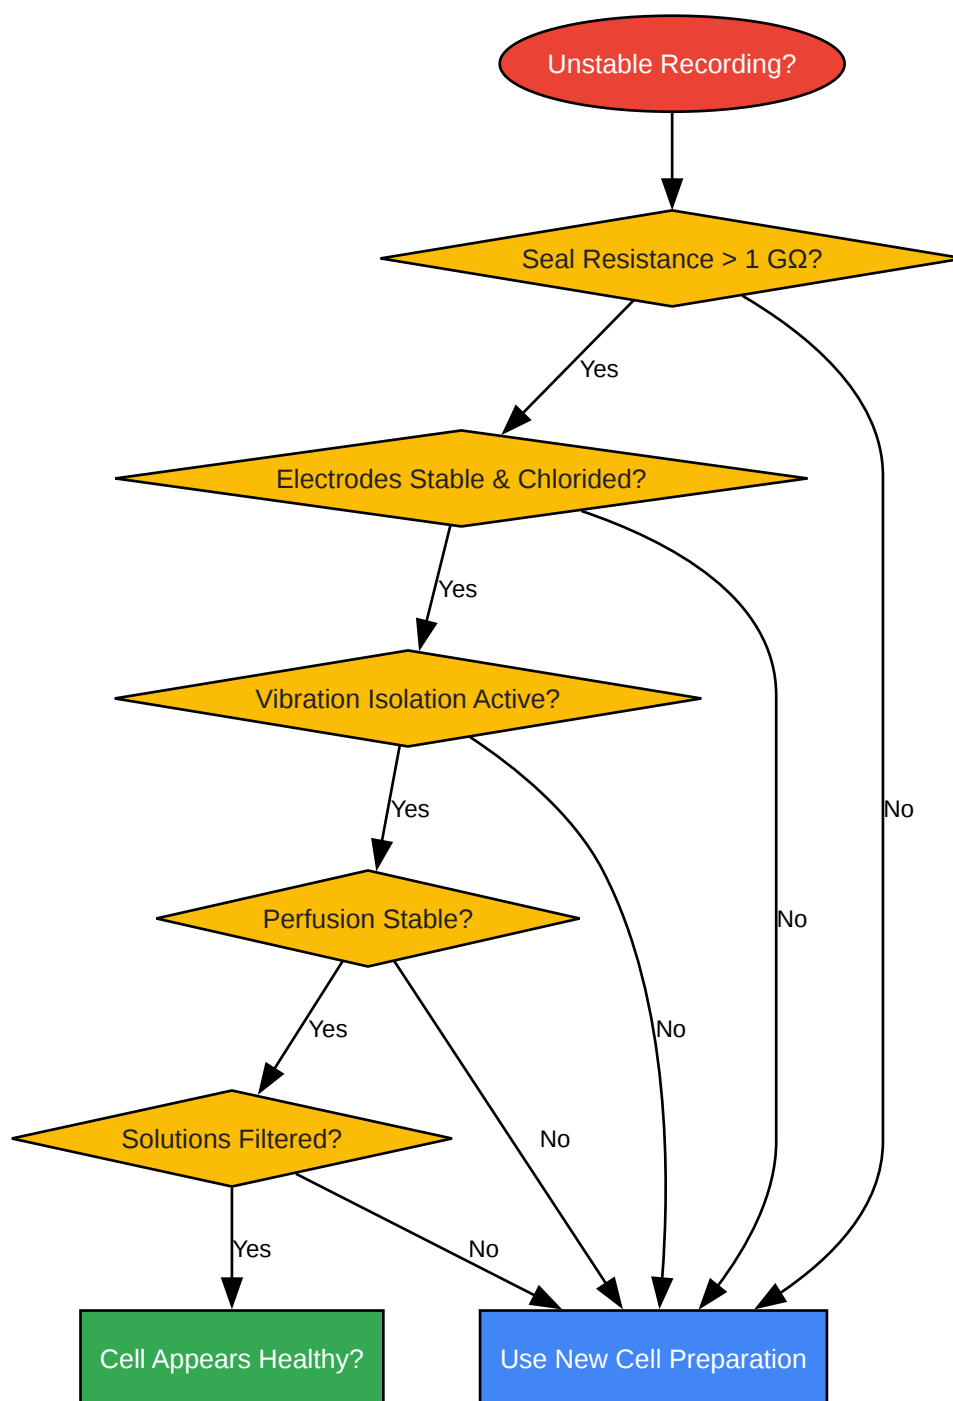 Unstable Recording?
Seal Resistance > 1 GΩ?
Yes
Electrodes Stable & Chlorided?
Yes
Vibration Isolation Active?
Yes
No
Perfusion Stable?
No
Yes
No
Solutions Filtered?
No
Yes
No
Cell Appears Healthy?
Use New Cell Preparation